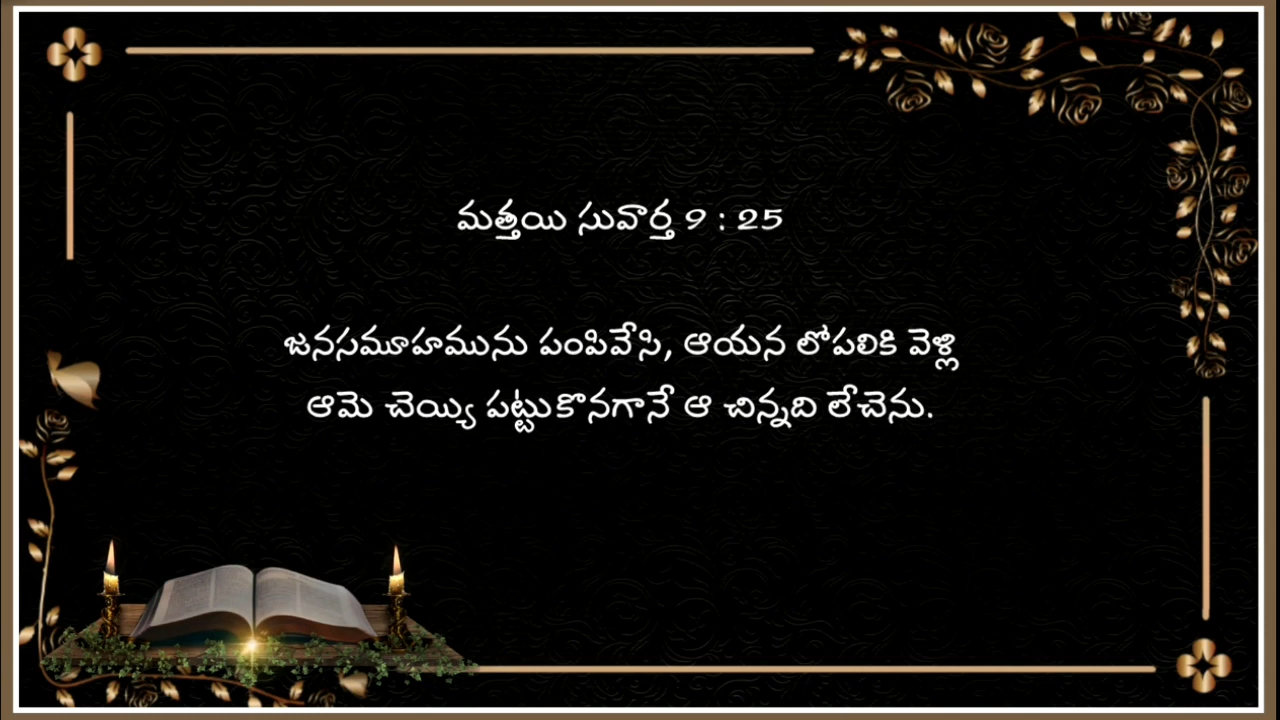 మత్తయి సువార్త 9 : 25
జనసమూహమును పంపివేసి, ఆయన లోపలికి వెళ్లి
ఆమె చెయ్యి పట్టుకొనగానే ఆ చిన్నది లేచెను.